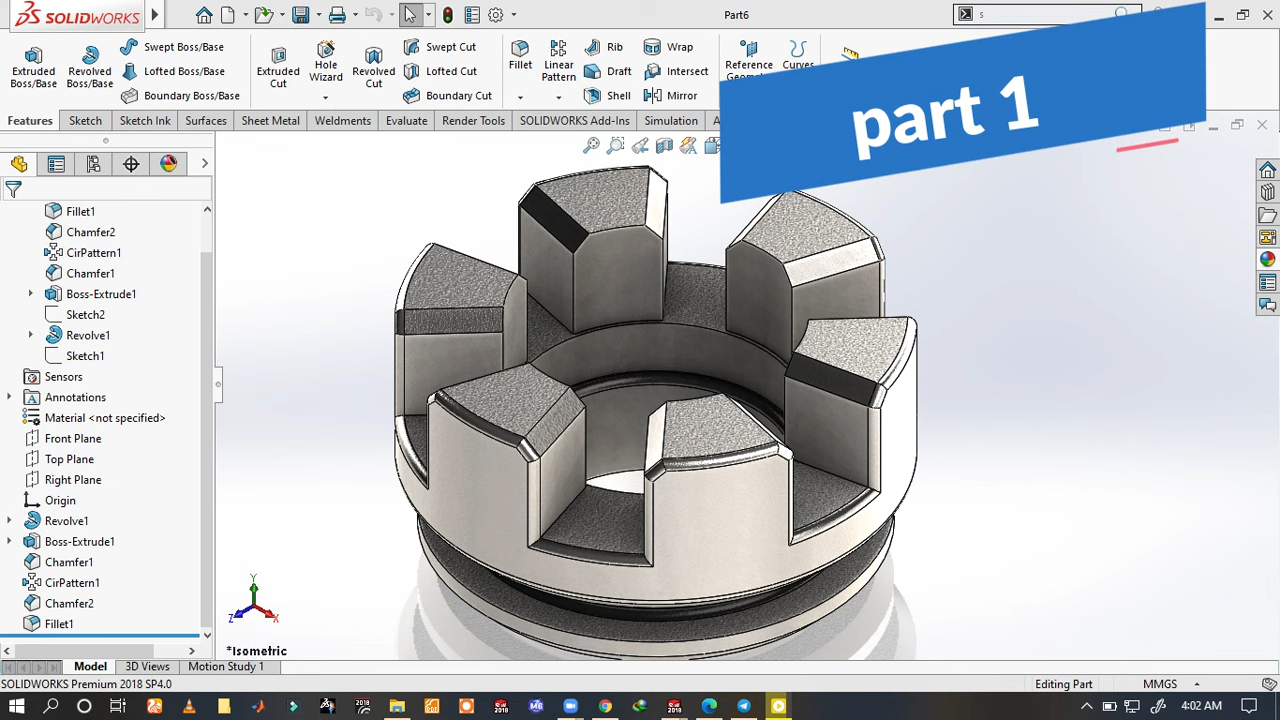 SOLIDWORKS
Part6
s
part 1
Extruded Boss/Base
Revolved Boss/Base
Swept Boss/Base
Lofted Boss/Base
Boundary Boss/Base
Extruded Cut
Hole Wizard
Revolved Cut
Swept Cut
Lofted Cut
Boundary Cut
Fillet
Linear Pattern
Rib
Draft
Shell
Wrap
Intersect
Mirror
Reference
Curves
Features
Sketch
Sketch Ink
Surfaces
Sheet Metal
Weldments
Evaluate
Render Tools
SOLIDWORKS Add-Ins
Simulation
Fillet1
Chamfer2
CirPattern1
Chamfer1
Boss-Extrude1
Sketch2
Revolve1
Sketch1
Sensors
Annotations
Material <not specified>
Front Plane
Top Plane
Right Plane
Origin
Revolve1
Boss-Extrude1
Chamfer1
CirPattern1
Chamfer2
Fillet1
Y
Z
X
*Isometric
Model
3D Views
Motion Study 1
SOLIDWORKS Premium 2018 SP4.0
Editing Part
MMGS
4:02 AM